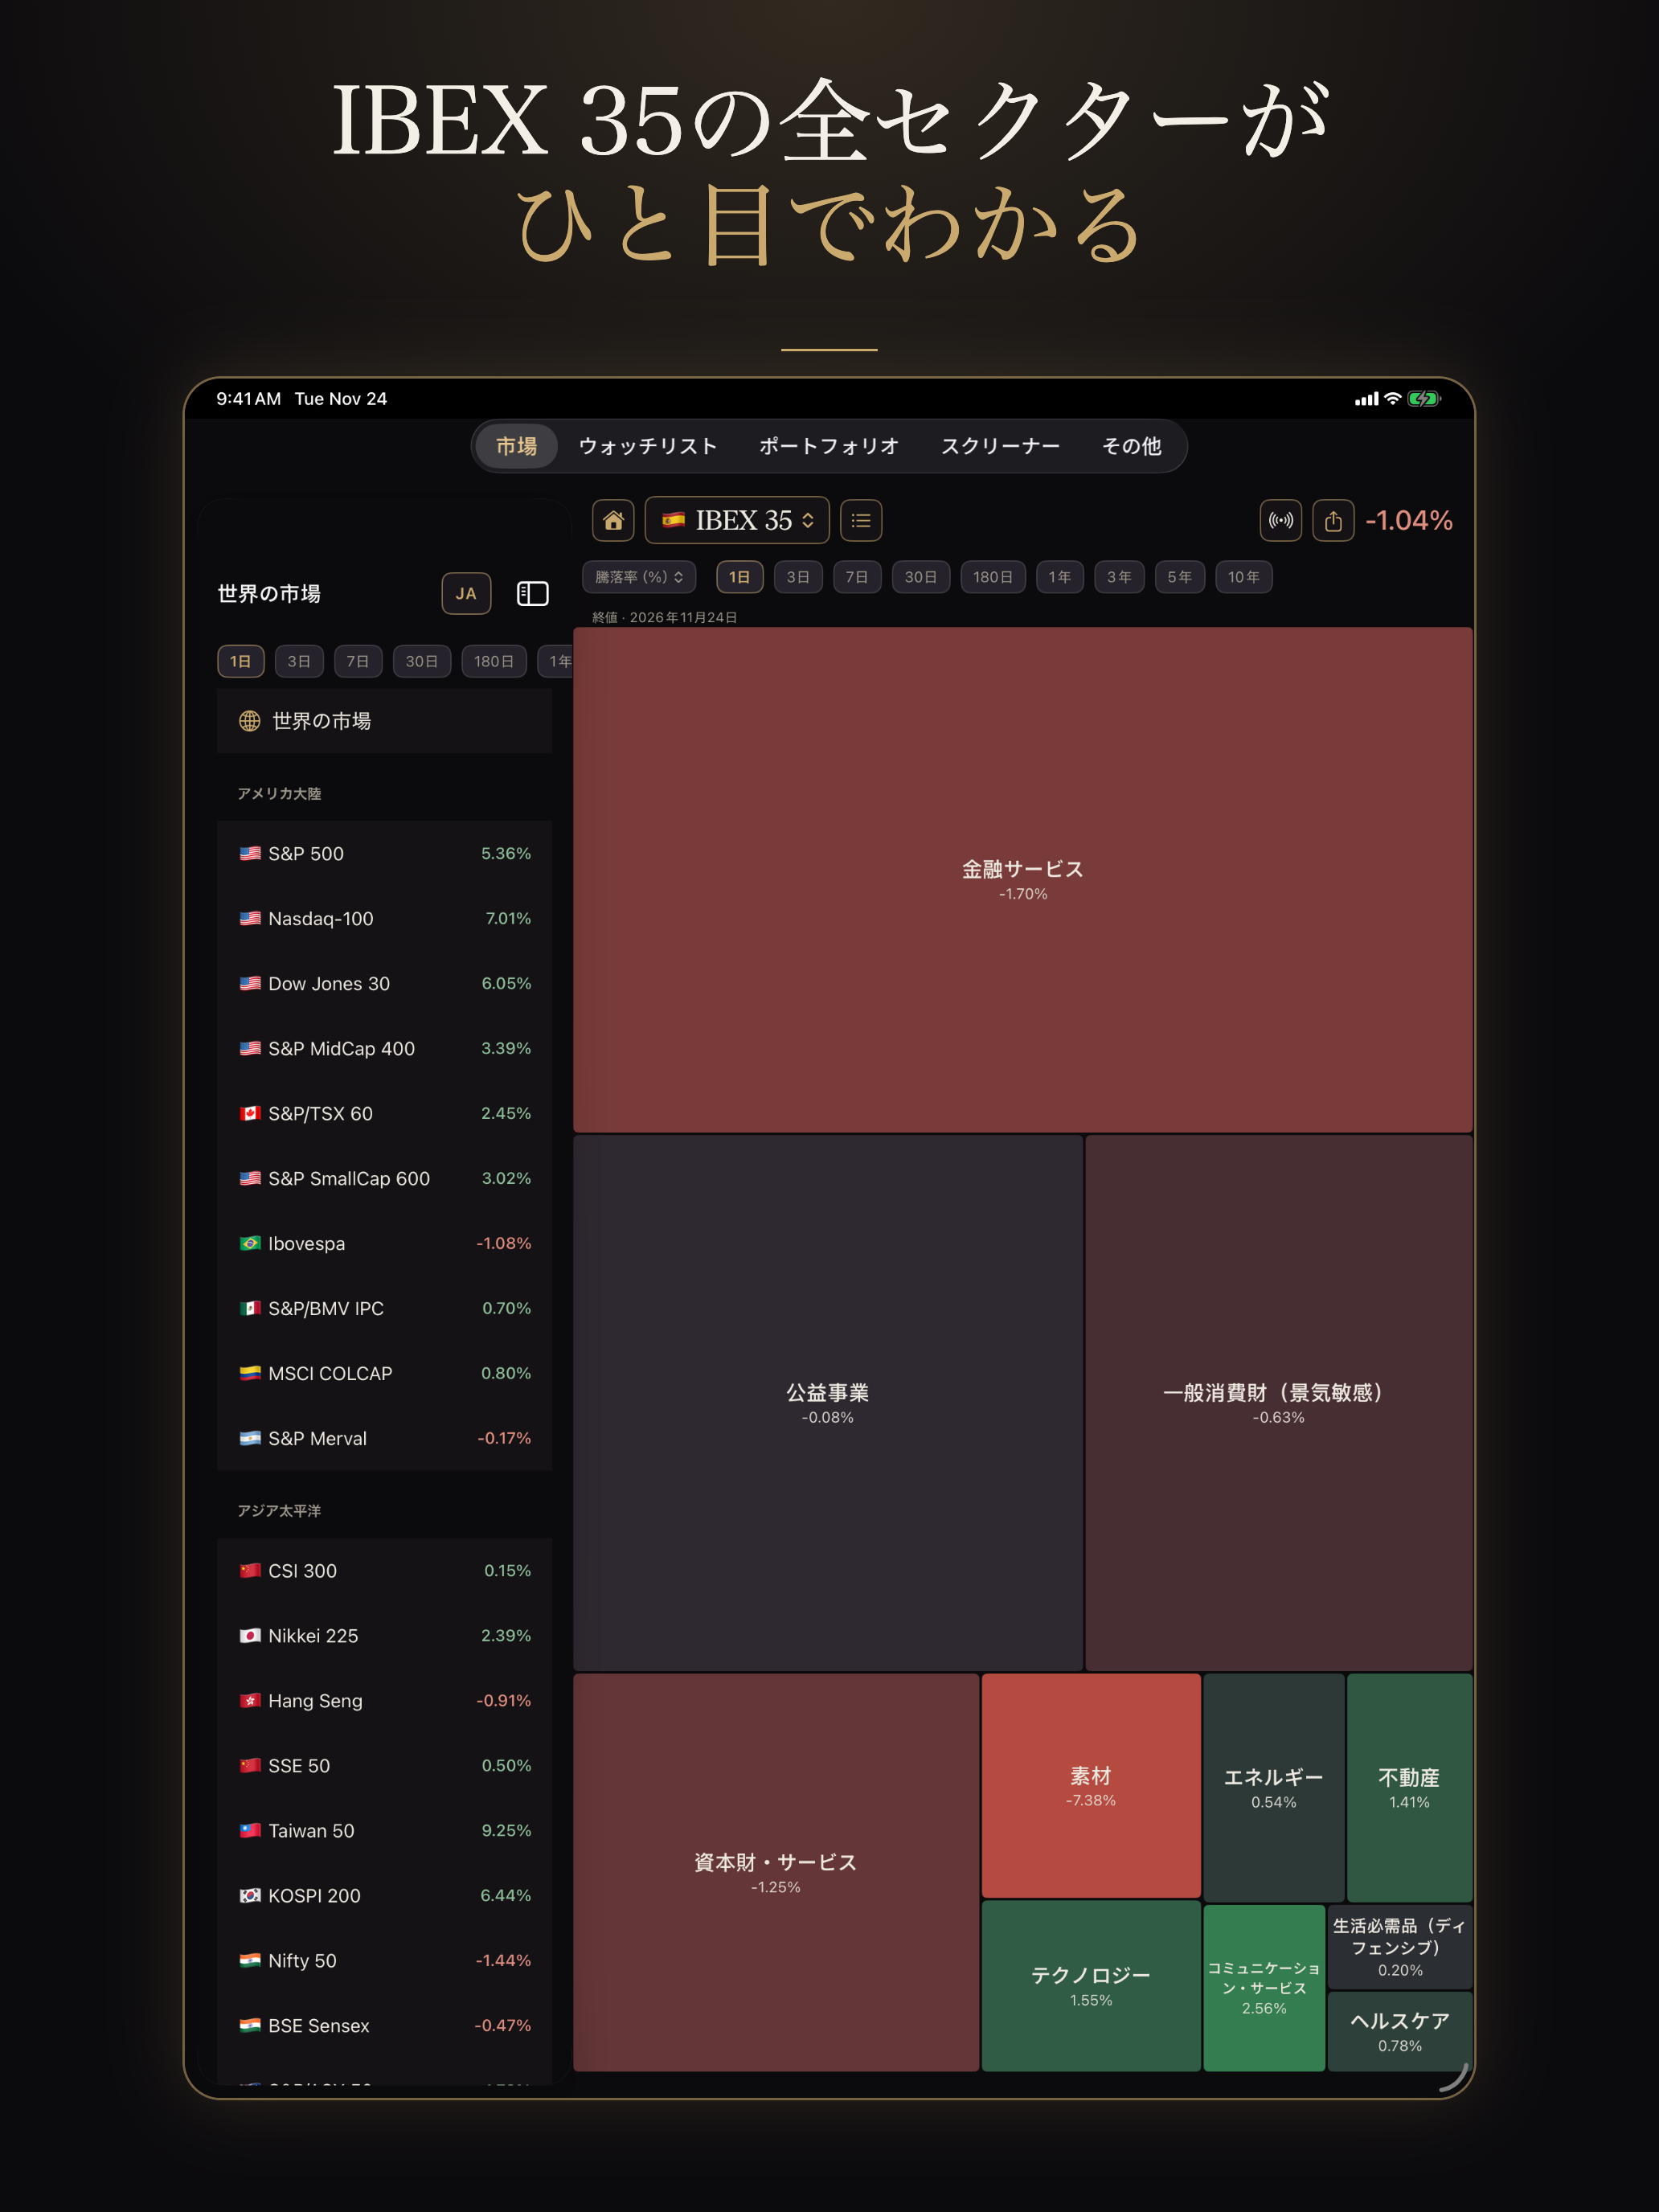 IBEX 35の全セクターが
ひと目でわかる
9:41 AM Tue Nov 24
市場 ウォッチリスト ポートフォリオ スクリーナー その他
IBEX 35
-1.04%
騰落率 (%) 1日 3日 7日 30日 180日 1年 3年 5年 10年
終値 · 2026年11月24日
世界の市場 JA
1日 3日 7日 30日 180日 1年
世界の市場
アメリカ大陸
S&P 500 5.36%
Nasdaq-100 7.01%
Dow Jones 30 6.05%
S&P MidCap 400 3.39%
S&P/TSX 60 2.45%
S&P SmallCap 600 3.02%
Ibovespa -1.08%
S&P/BMV IPC 0.70%
MSCI COLCAP 0.80%
S&P Merval -0.17%
アジア太平洋
CSI 300 0.15%
Nikkei 225 2.39%
Hang Seng -0.91%
SSE 50 0.50%
Taiwan 50 9.25%
KOSPI 200 6.44%
Nifty 50 -1.44%
BSE Sensex -0.47%
金融サービス
-1.70%
公益事業
-0.08%
一般消費財（景気敏感）
-0.63%
資本財・サービス
-1.25%
素材
-7.38%
エネルギー
0.54%
不動産
1.41%
テクノロジー
1.55%
コミュニケーショ
ン・サービス
2.56%
生活必需品（ディ
フェンシブ）
0.20%
ヘルスケア
0.78%